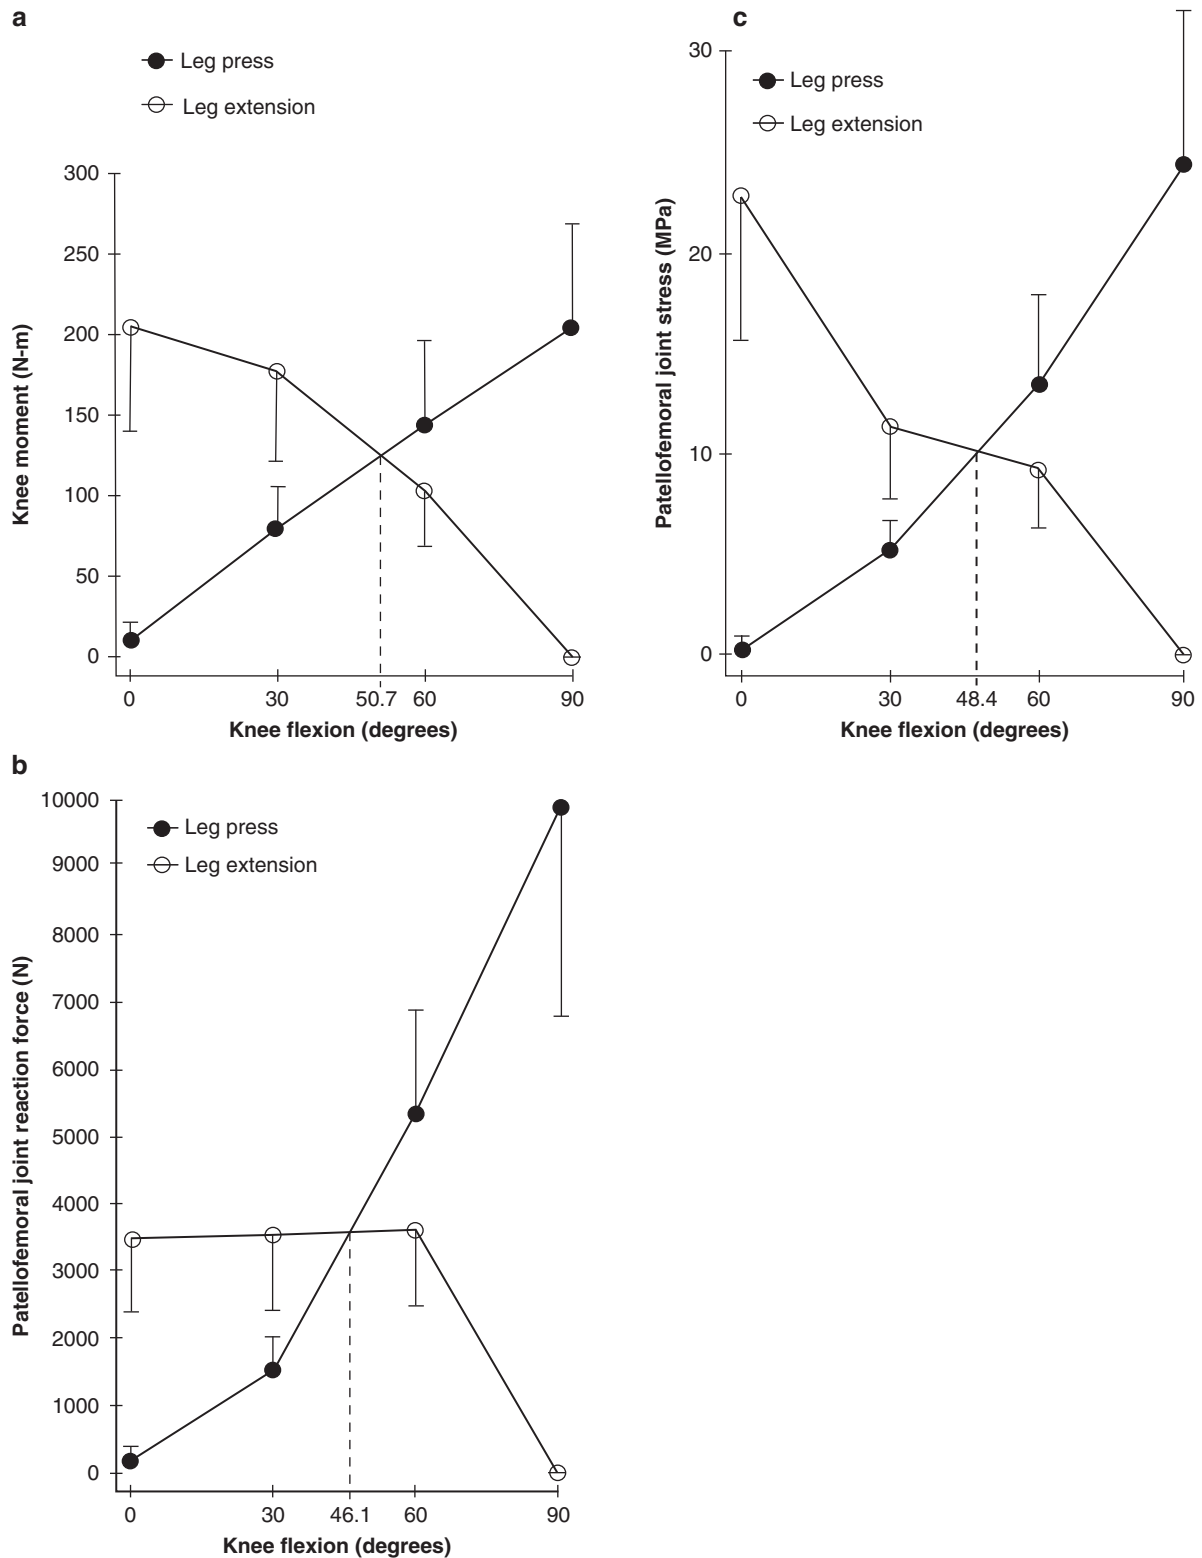 a
Leg press
Leg extension
300
250
200
150
100
50
0
Knee moment (N-m)
0 30 50.7 60 90
Knee flexion (degrees)
c
30
20
10
0
Leg press
Leg extension
Patellofemoral joint stress (MPa)
0 30 48.4 60 90
Knee flexion (degrees)
b
10000
9000
8000
7000
6000
5000
4000
3000
2000
1000
0
Leg press
Leg extension
Patellofemoral joint reaction force (N)
0 30 46.1 60 90
Knee flexion (degrees)